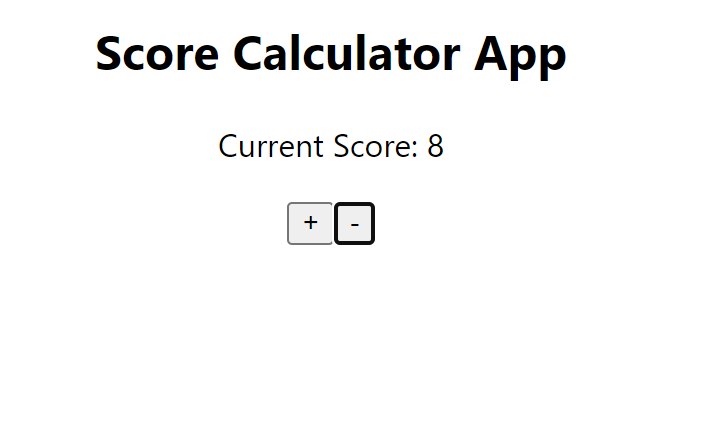 Score Calculator App
Current Score: 8
+ -